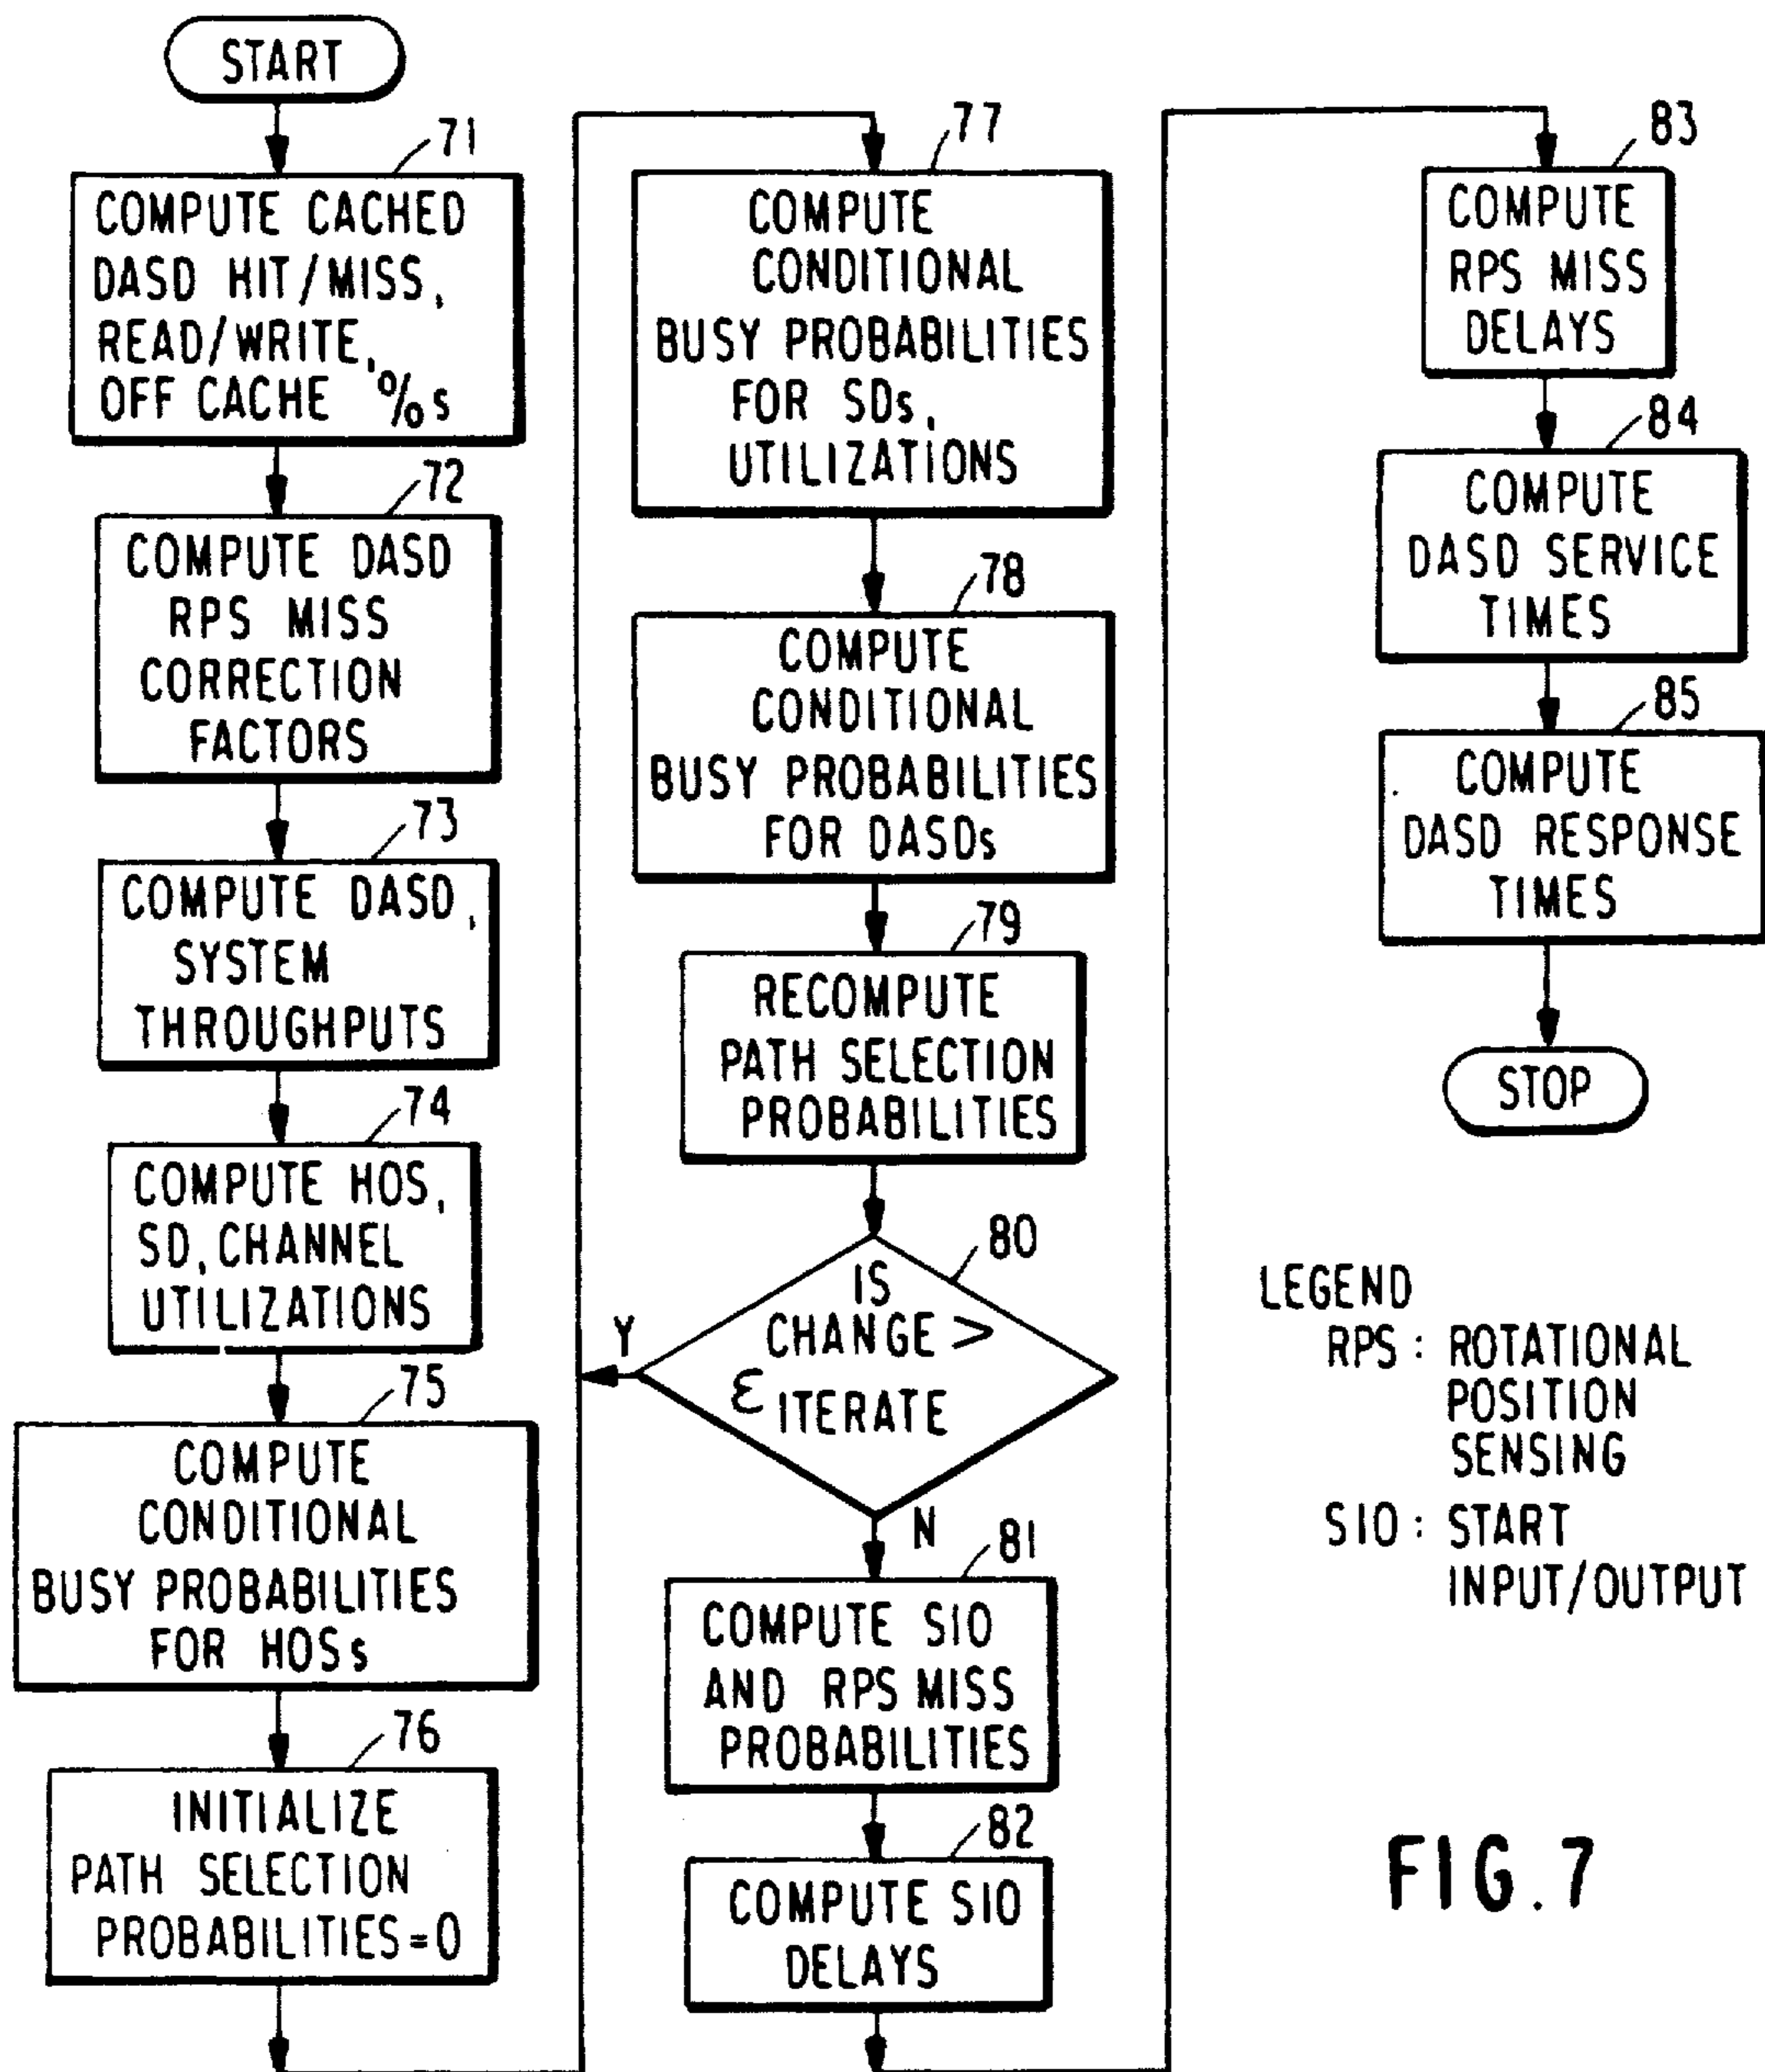 START
71
COMPUTE CACHED
DASD HIT/MISS,
READ/WRITE,
OFF CACHE %s
72
COMPUTE DASD
RPS MISS
CORRECTION
FACTORS
73
COMPUTE DASD,
SYSTEM
THROUGHPUTS
74
COMPUTE HOS,
SD, CHANNEL
UTILIZATIONS
75
COMPUTE
CONDITIONAL
BUSY PROBABILITIES
FOR HOSs
76
INITIALIZE
PATH SELECTION
PROBABILITIES=0
77
COMPUTE
CONDITIONAL
BUSY PROBABILITIES
FOR SDs,
UTILIZATIONS
78
COMPUTE
CONDITIONAL
BUSY PROBABILITIES
FOR DASDs
79
RECOMPUTE
PATH SELECTION
PROBABILITIES
80
IS
CHANGE >
ε ITERATE
Y
N
81
COMPUTE SIO
AND RPS MISS
PROBABILITIES
82
COMPUTE SIO
DELAYS
83
COMPUTE
RPS MISS
DELAYS
84
COMPUTE
DASD SERVICE
TIMES
85
COMPUTE
DASD RESPONSE
TIMES
STOP
LEGEND
RPS : ROTATIONAL
POSITION
SENSING
SIO : START
INPUT/OUTPUT
FIG.7